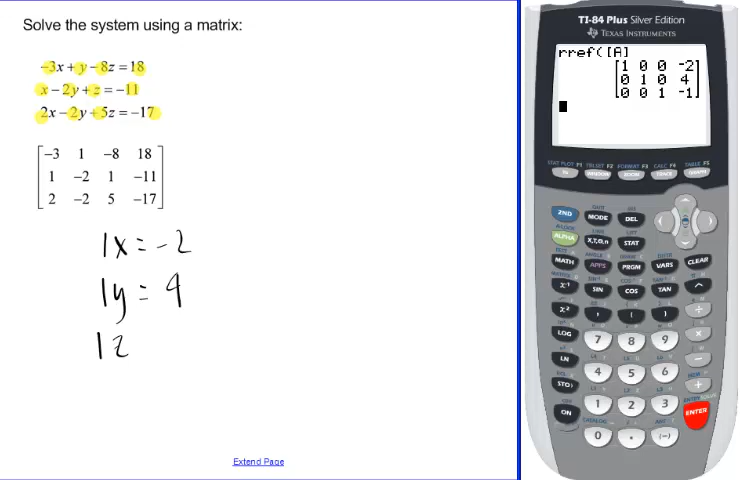 Solve the system using a matrix:
−3x + y − 8z = 18
x − 2y + z = −11
2x − 2y + 5z = −17
−3 1 −8 18
1 −2 1 −11
2 −2 5 −17
1x = -2
1y = 4
1z
Extend Page
TI-84 Plus Silver Edition
TEXAS INSTRUMENTS
rref([A]
[1 0 0 -2]
[0 1 0 4]
[0 0 1 -1]
STAT PLOT F1 TBLSET F2 FORMAT F3 CALC F4 TABLE F5
Y= WINDOW ZOOM TRACE GRAPH
2ND MODE DEL
ALPHA X,T,Θ,n STAT
MATH APPS PRGM VARS CLEAR
x⁻¹ SIN COS TAN ^
x² , ( ) ÷
LOG 7 8 9 ×
LN 4 5 6 −
STO› 1 2 3 +
ON 0 . (−) ENTER